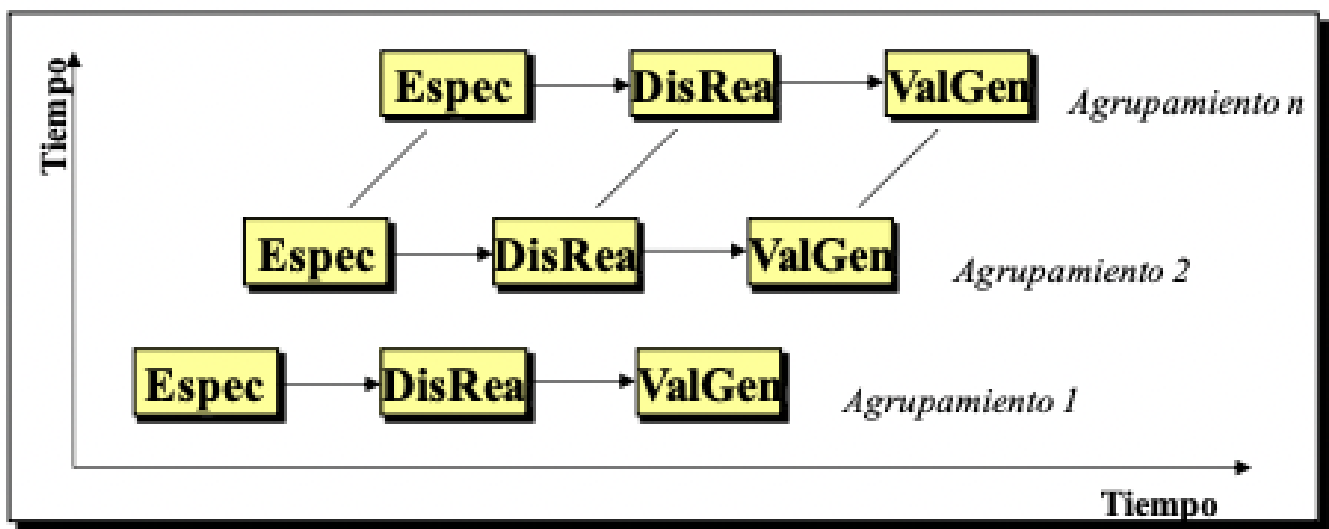 Tiempo
Espec DisRea ValGen
Agrupamiento n
Espec DisRea ValGen
Agrupamiento 2
Espec DisRea ValGen
Agrupamiento 1
Tiempo